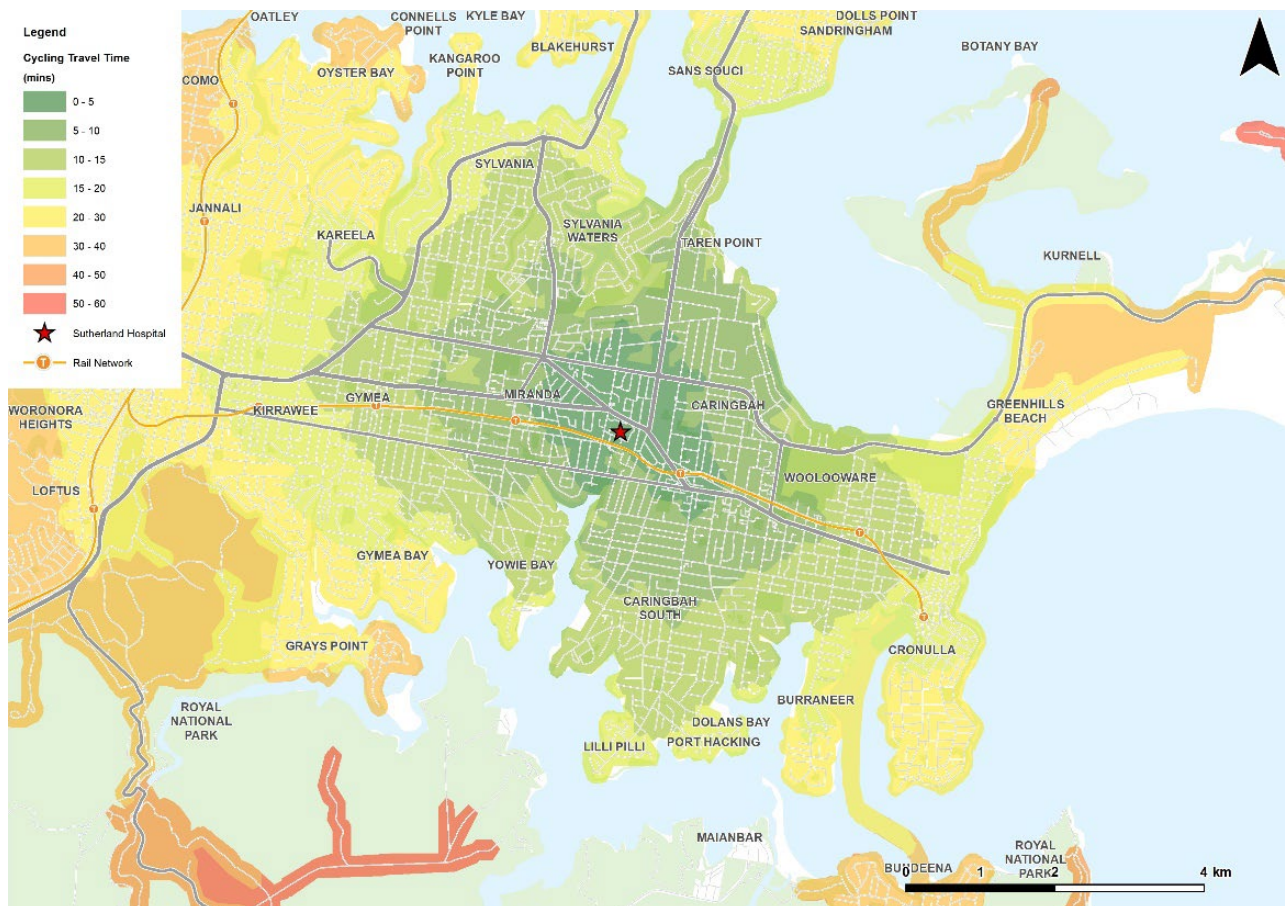 Legend
Cycling Travel Time
(mins)
0 - 5
5 - 10
10 - 15
15 - 20
20 - 30
30 - 40
40 - 50
50 - 60
Sutherland Hospital
T
Rail Network
OATLEY
CONNELLS
POINT
KYLE BAY
BLAKEHURST
DOLLS POINT
SANDRINGHAM
BOTANY BAY
COMO
OYSTER BAY
KANGAROO
POINT
SANS SOUCI
T
SYLVANIA
JANNALI
T
KAREELA
SYLVANIA
WATERS
TAREN POINT
KURNELL
WORONORA
HEIGHTS
KIRRAWEE
T
GYMEA
T
MIRANDA
T
CARINGBAH
GREENHILLS
BEACH
T
WOOLOOWARE
LOFTUS
T
T
GYMEA BAY
YOWIE BAY
CARINGBAH
SOUTH
T
GRAYS POINT
CRONULLA
ROYAL
NATIONAL
PARK
BURRANEER
DOLANS BAY
LILLI PILLI
PORT HACKING
MAIANBAR
ROYAL
NATIONAL
PARK
BUNDEENA
0
1
2
4 km